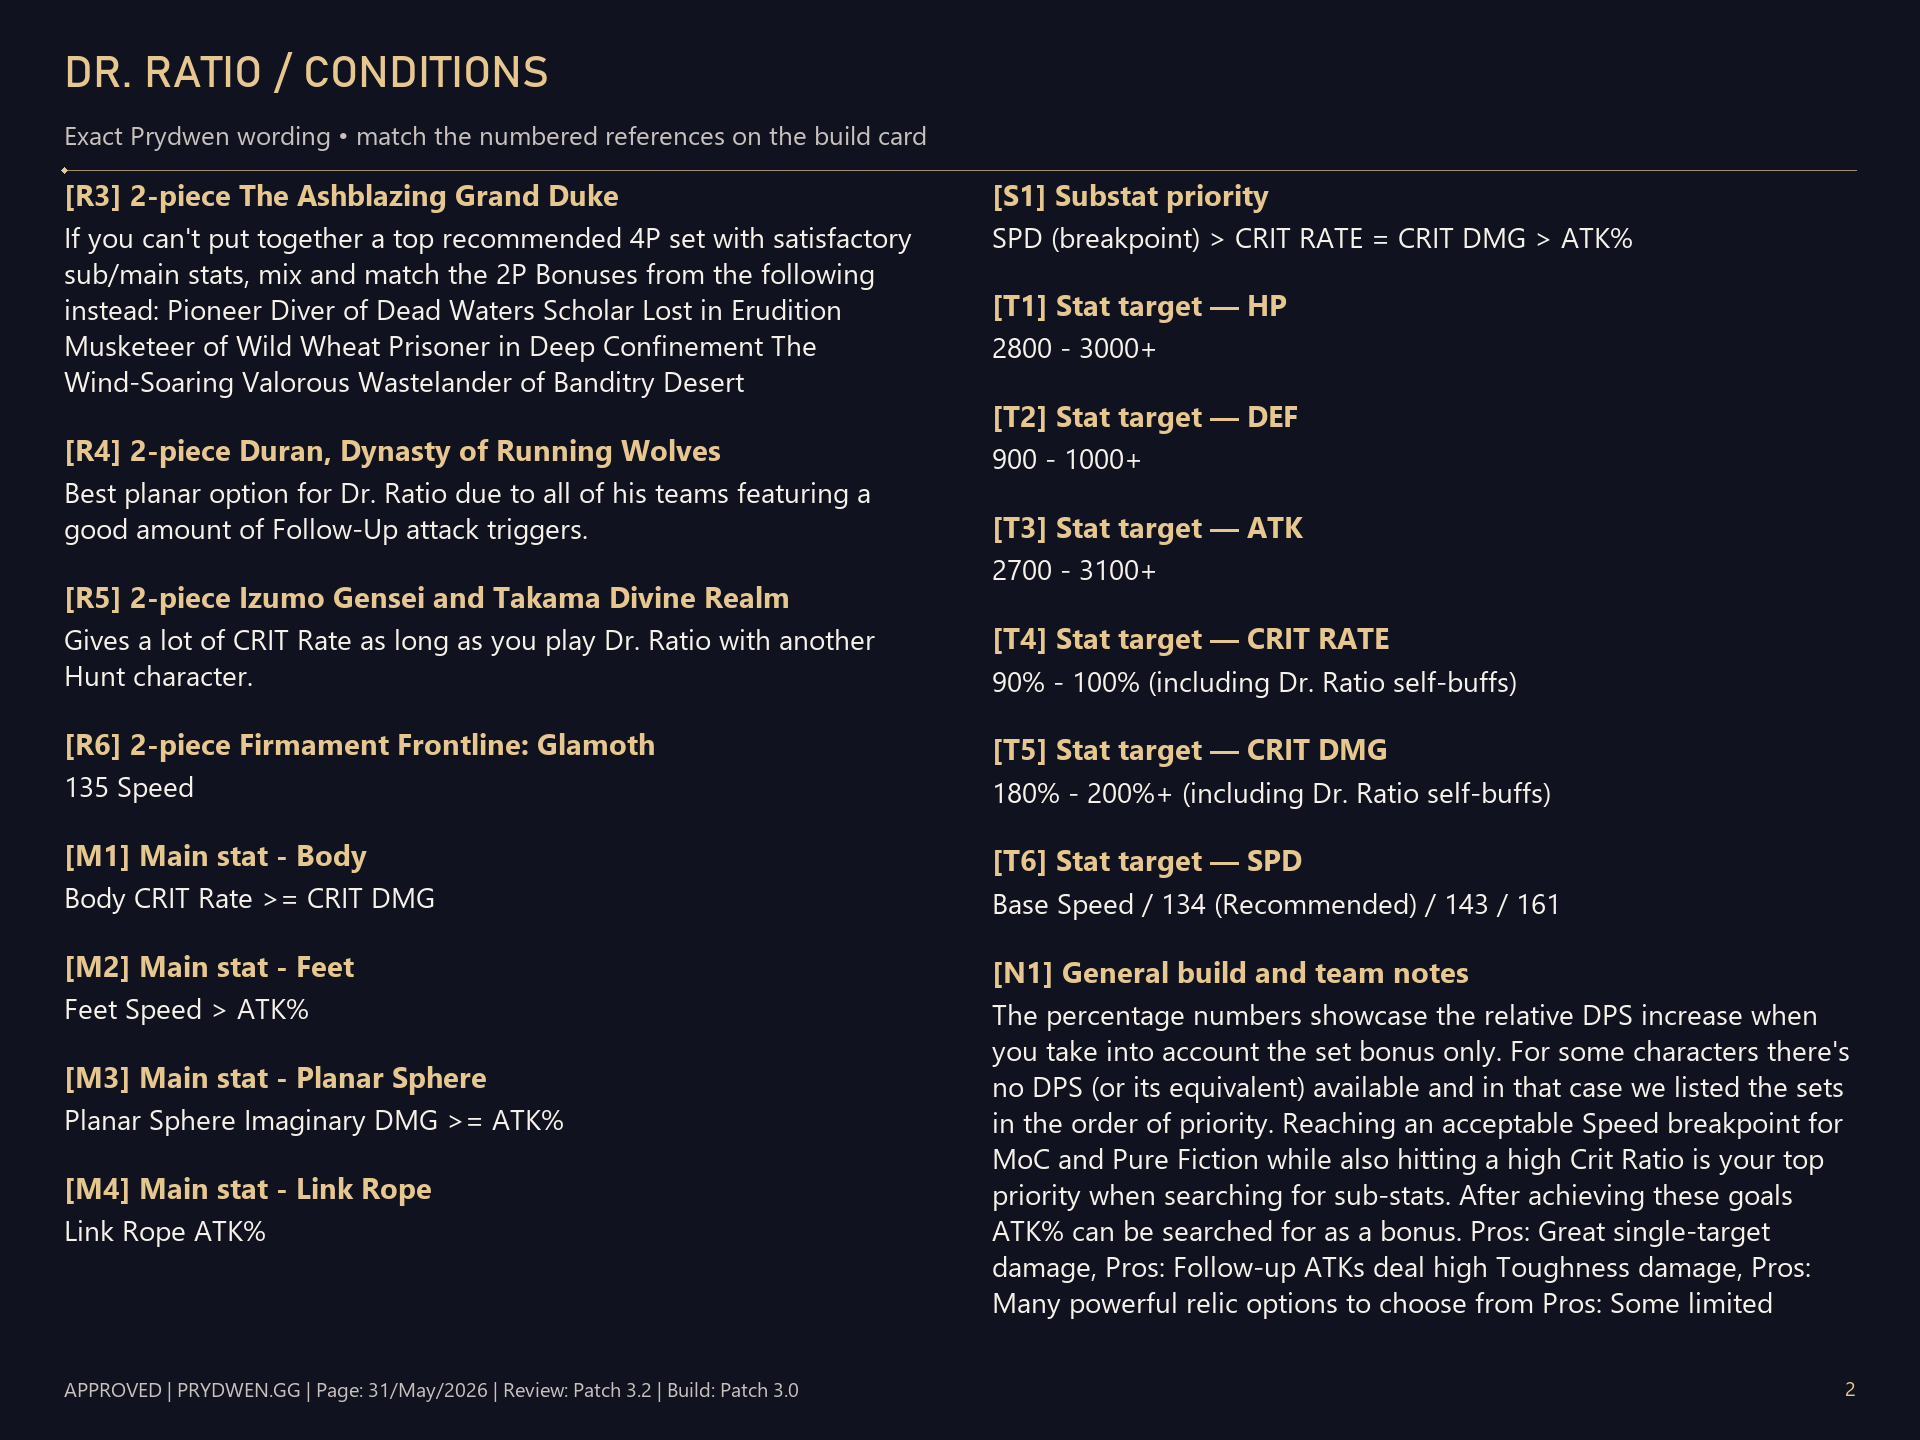 DR. RATIO / CONDITIONS
Exact Prydwen wording • match the numbered references on the build card
[R3] 2-piece The Ashblazing Grand Duke
If you can't put together a top recommended 4P set with satisfactory
sub/main stats, mix and match the 2P Bonuses from the following
instead: Pioneer Diver of Dead Waters Scholar Lost in Erudition
Musketeer of Wild Wheat Prisoner in Deep Confinement The
Wind-Soaring Valorous Wastelander of Banditry Desert
[R4] 2-piece Duran, Dynasty of Running Wolves
Best planar option for Dr. Ratio due to all of his teams featuring a
good amount of Follow-Up attack triggers.
[R5] 2-piece Izumo Gensei and Takama Divine Realm
Gives a lot of CRIT Rate as long as you play Dr. Ratio with another
Hunt character.
[R6] 2-piece Firmament Frontline: Glamoth
135 Speed
[M1] Main stat - Body
Body CRIT Rate >= CRIT DMG
[M2] Main stat - Feet
Feet Speed > ATK%
[M3] Main stat - Planar Sphere
Planar Sphere Imaginary DMG >= ATK%
[M4] Main stat - Link Rope
Link Rope ATK%
[S1] Substat priority
SPD (breakpoint) > CRIT RATE = CRIT DMG > ATK%
[T1] Stat target — HP
2800 - 3000+
[T2] Stat target — DEF
900 - 1000+
[T3] Stat target — ATK
2700 - 3100+
[T4] Stat target — CRIT RATE
90% - 100% (including Dr. Ratio self-buffs)
[T5] Stat target — CRIT DMG
180% - 200%+ (including Dr. Ratio self-buffs)
[T6] Stat target — SPD
Base Speed / 134 (Recommended) / 143 / 161
[N1] General build and team notes
The percentage numbers showcase the relative DPS increase when
you take into account the set bonus only. For some characters there's
no DPS (or its equivalent) available and in that case we listed the sets
in the order of priority. Reaching an acceptable Speed breakpoint for
MoC and Pure Fiction while also hitting a high Crit Ratio is your top
priority when searching for sub-stats. After achieving these goals
ATK% can be searched for as a bonus. Pros: Great single-target
damage, Pros: Follow-up ATKs deal high Toughness damage, Pros:
Many powerful relic options to choose from Pros: Some limited
APPROVED | PRYDWEN.GG | Page: 31/May/2026 | Review: Patch 3.2 | Build: Patch 3.0
2